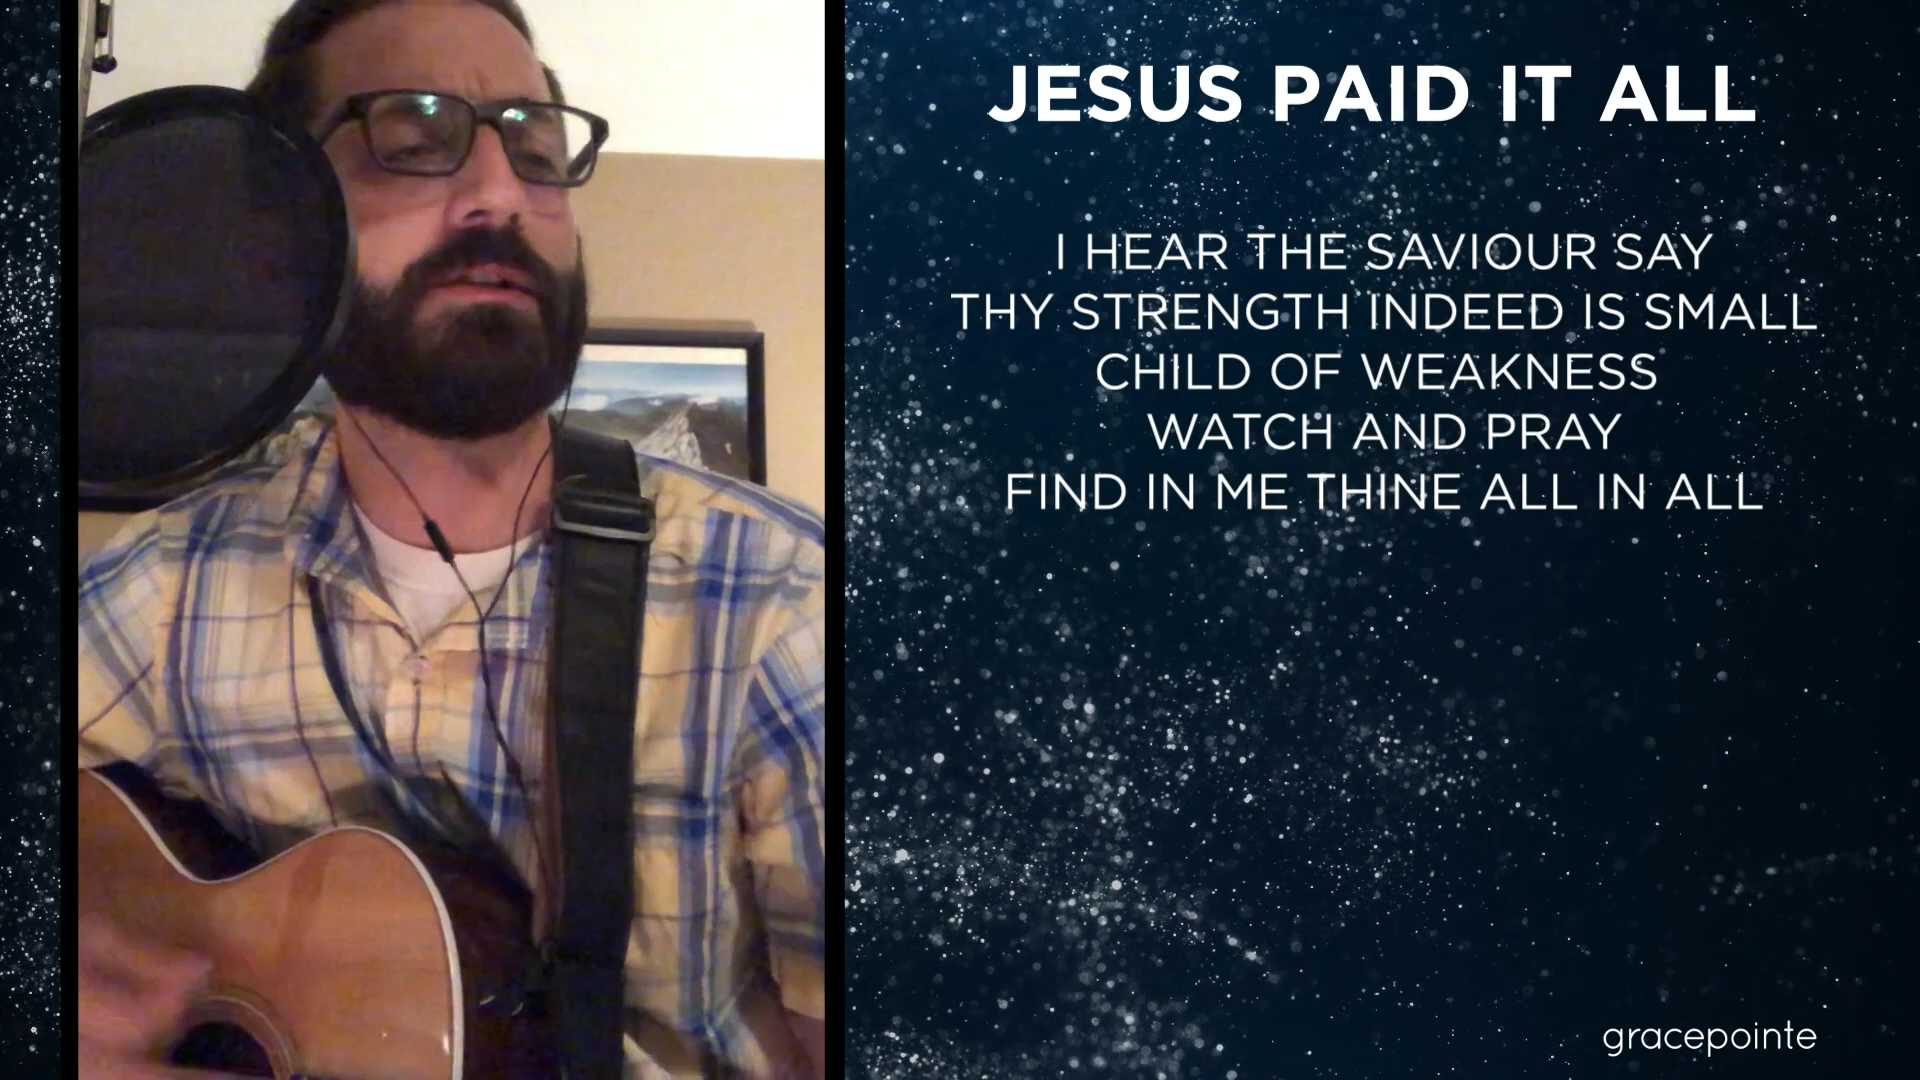 JESUS PAID IT ALL
I HEAR THE SAVIOUR SAY
THY STRENGTH INDEED IS SMALL
CHILD OF WEAKNESS
WATCH AND PRAY
FIND IN ME THINE ALL IN ALL
gracepointe